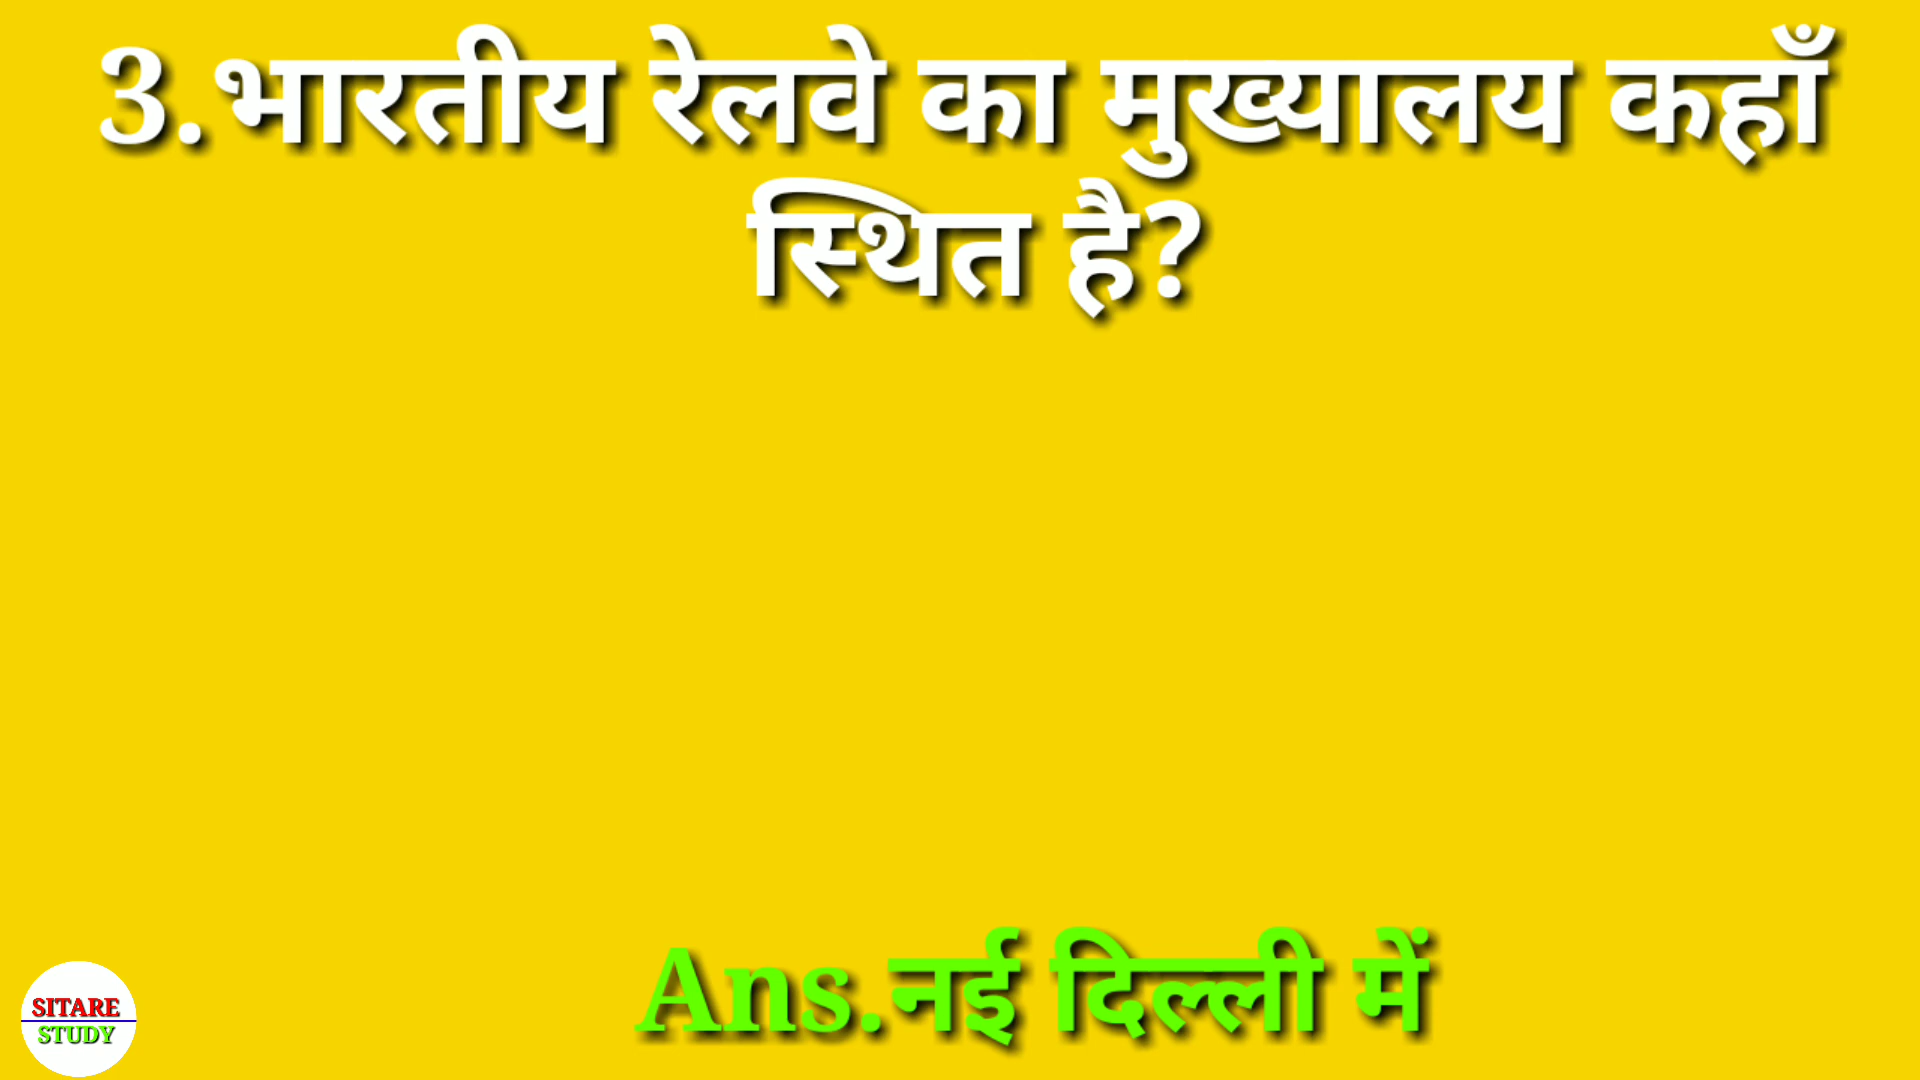 3.भारतीय रेलवे का मुख्यालय कहाँ
स्थित है?
Ans.नई दिल्ली में
SITARE
STUDY